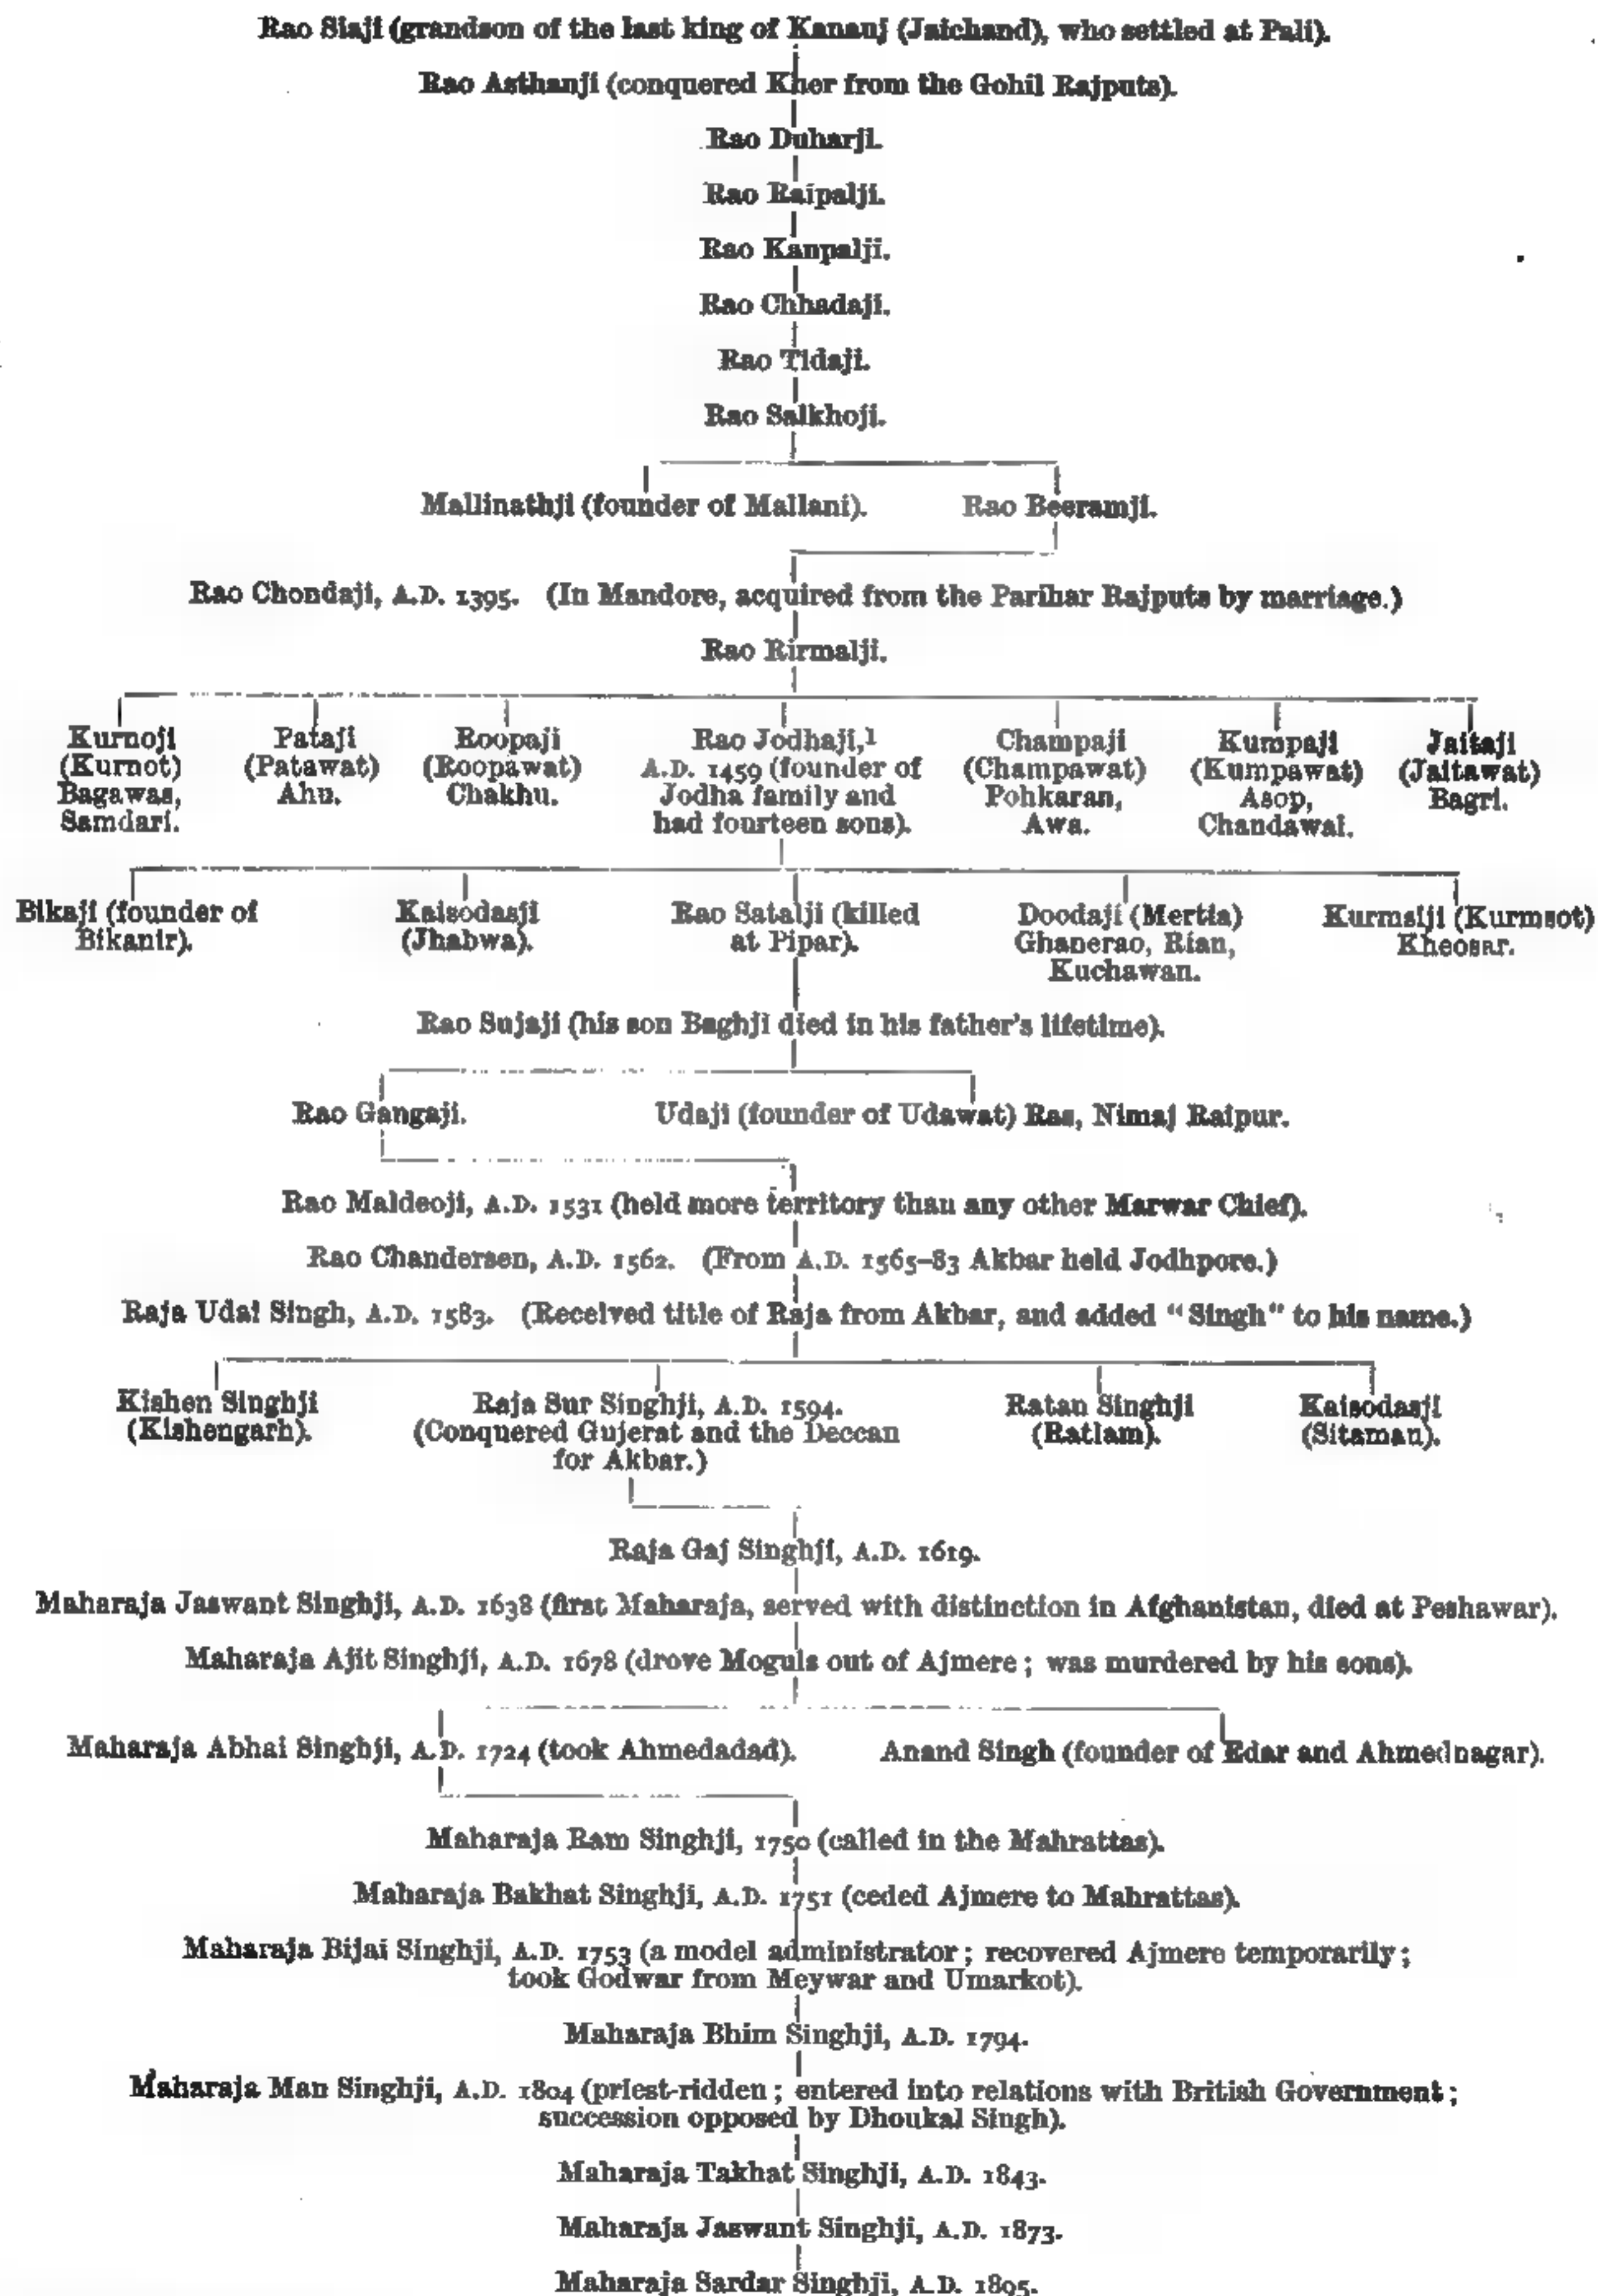 Rao Siaji (grandson of the last king of Kanauj (Jaichand), who settled at Pali).
Rao Asthanji (conquered Kher from the Gohil Rajputs).
Rao Duharji.
Rao Raipalji.
Rao Kanpalji.
Rao Chhadaji.
Rao Tidaji.
Rao Salkhoji.
Mallinathji (founder of Mallani). Rao Beeramji.
Rao Chondaji, A.D. 1395. (In Mandore, acquired from the Parihar Rajputs by marriage.)
Rao Rirmalji.
Kurnoji
(Kurnot)
Bagawas,
Samdari.
Pataji
(Patawat)
Ahu.
Roopaji
(Roopawat)
Chakhu.
Rao Jodhaji,¹
A.D. 1459 (founder of
Jodha family and
had fourteen sons).
Champaji
(Champawat)
Pohkaran,
Awa.
Kumpaji
(Kumpawat)
Asop,
Chandawal.
Jaitaji
(Jaitawat)
Bagri.
Bikaji (founder of
Bikanir).
Kaisodasji
(Jhabwa).
Rao Satalji (killed
at Pipar).
Doodaji (Mertia)
Ghanerao, Rian,
Kuchawan.
Kurmsiji (Kurmsot)
Kheosar.
Rao Sujaji (his son Baghji died in his father's lifetime).
Rao Gangaji. Udaji (founder of Udawat) Ras, Nimaj Raipur.
Rao Maldeoji, A.D. 1531 (held more territory than any other Marwar Chief).
Rao Chandersen, A.D. 1562. (From A.D. 1565–83 Akbar held Jodhpore.)
Raja Udai Singh, A.D. 1583. (Received title of Raja from Akbar, and added "Singh" to his name.)
Kishen Singhji
(Kishengarh).
Raja Sur Singhji, A.D. 1594.
(Conquered Gujerat and the Deccan
for Akbar.)
Ratan Singhji
(Ratlam).
Kaisodasji
(Sitamau).
Raja Gaj Singhji, A.D. 1619.
Maharaja Jaswant Singhji, A.D. 1638 (first Maharaja, served with distinction in Afghanistan, died at Peshawar).
Maharaja Ajit Singhji, A.D. 1678 (drove Moguls out of Ajmere; was murdered by his sons).
Maharaja Abhai Singhji, A.D. 1724 (took Ahmedadad). Anand Singh (founder of Edar and Ahmednagar).
Maharaja Ram Singhji, 1750 (called in the Mahrattas).
Maharaja Bakhat Singhji, A.D. 1751 (ceded Ajmere to Mahrattas).
Maharaja Bijai Singhji, A.D. 1753 (a model administrator; recovered Ajmere temporarily;
took Godwar from Meywar and Umarkot).
Maharaja Bhim Singhji, A.D. 1794.
Maharaja Man Singhji, A.D. 1804 (priest-ridden; entered into relations with British Government;
succession opposed by Dhoukal Singh).
Maharaja Takhat Singhji, A.D. 1843.
Maharaja Jaswant Singhji, A.D. 1873.
Maharaja Sardar Singhji, A.D. 1895.